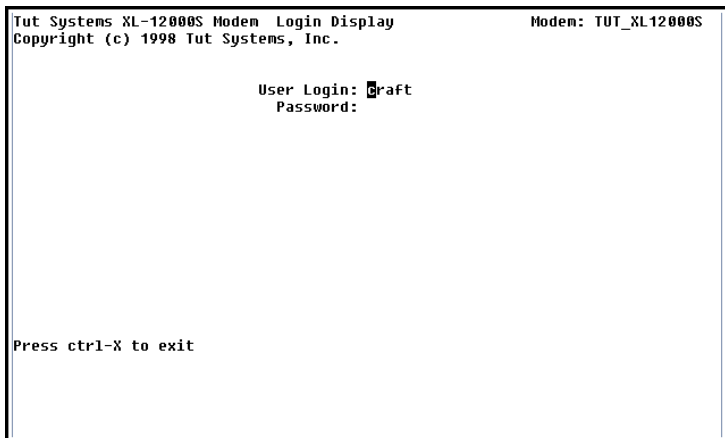 Tut Systems XL-12000S Modem  Login Display                Modem: TUT_XL12000S
Copyright (c) 1998 Tut Systems, Inc.
User Login: craft
Password:
Press ctrl-X to exit